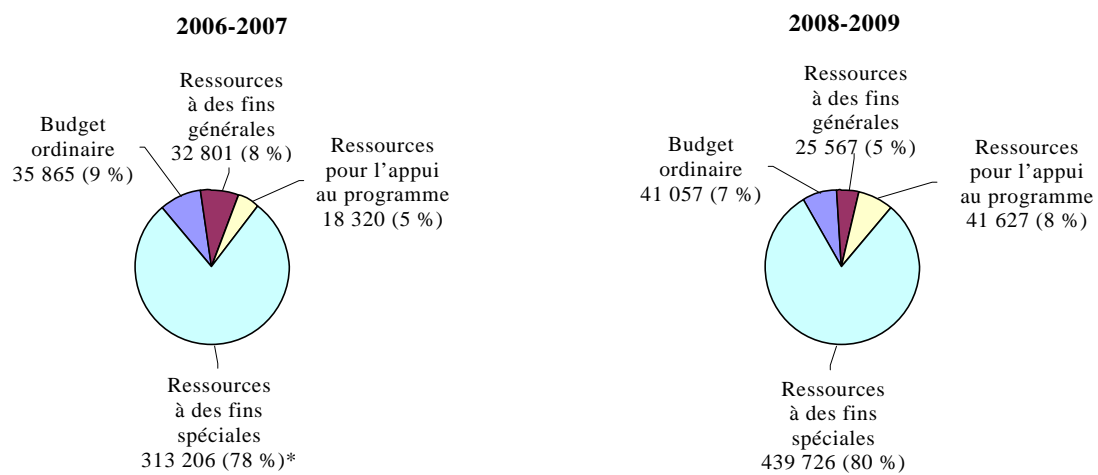 2006-2007
Ressources
à des fins
générales
32 801 (8 %)
Budget
ordinaire
35 865 (9 %)
Ressources
pour l'appui
au programme
18 320 (5 %)
Ressources
à des fins
spéciales
313 206 (78 %)*
2008-2009
Ressources
à des fins
générales
25 567 (5 %)
Budget
ordinaire
41 057 (7 %)
Ressources
pour l'appui
au programme
41 627 (8 %)
Ressources
à des fins
spéciales
439 726 (80 %)